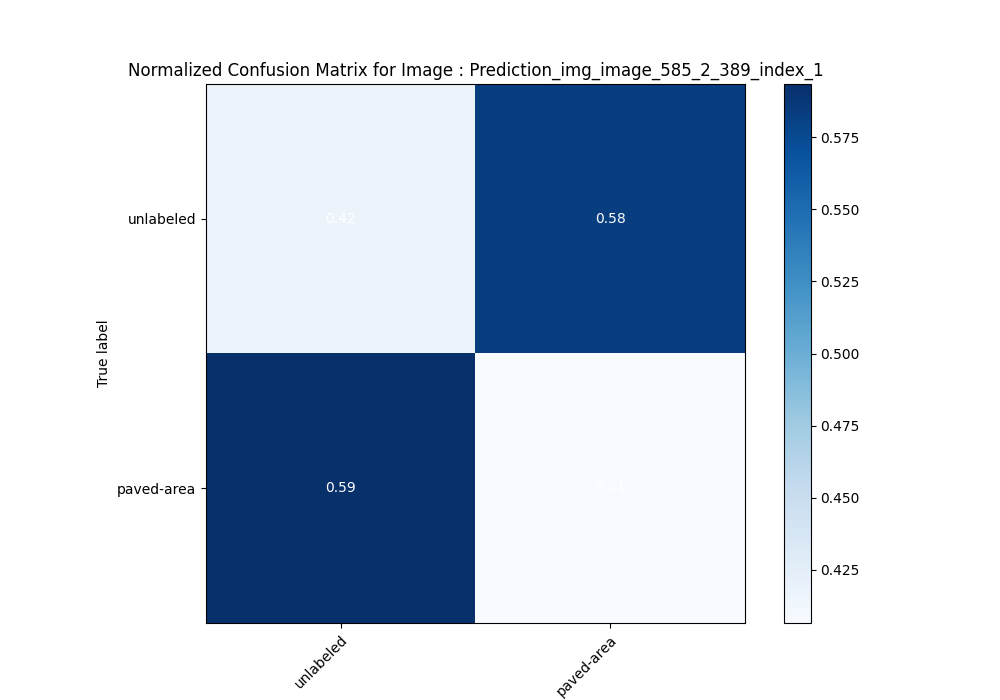 Normalized Confusion Matrix for Image : Prediction_img_image_585_2_389_index_1
True label
unlabeled
paved-area
0.42
0.58
0.59
0.41
unlabeled
paved-area
0.575
0.550
0.525
0.500
0.475
0.450
0.425